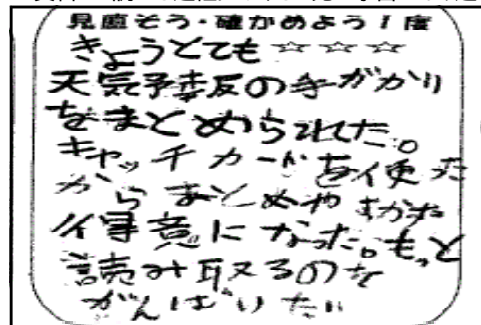 見直そう・確かめよう！度
きょうとても☆☆☆
天気予報の手がかり
をまとめられた。
キャッチカードを使った
からまとめやすかた
得意になった。もっと
読み取るのを
がんばりたい